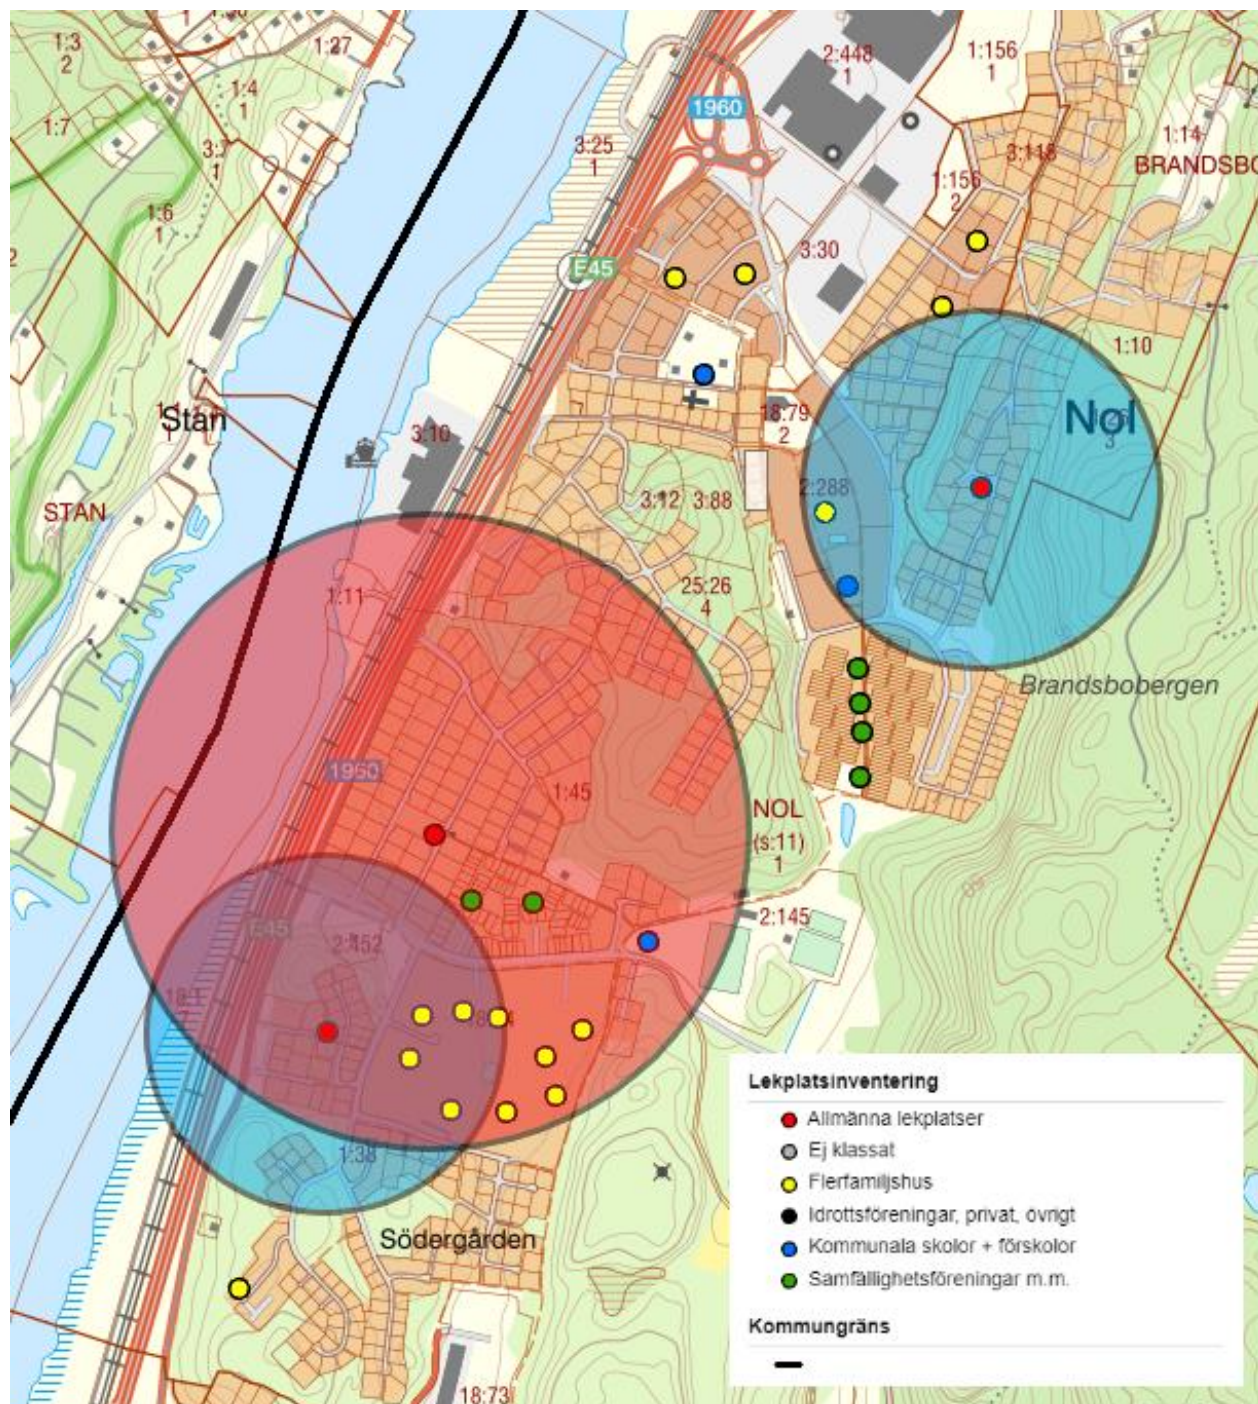 1:3
2
1:27
1:4
1
1:7
3:7
1
1:6
1
2:448
1
1:156
1
1960
3:25
1
1:14
BRANDSBO
3:118
1:156
2
3:30
E45
1:10
Stan
3:10
18:79
2
Nol
3
STAN
3:12
3:88
2:288
25:26
4
1:11
Brandsbobergen
1960
1:45
NOL
(s:11)
1
2:145
E45
2:452
1:38
Södergården
18:73
Lekplatsinventering
Allmänna lekplatser
Ej klassat
Flerfamiljshus
Idrottsföreningar, privat, övrigt
Kommunala skolor + förskolor
Samfällighetsföreningar m.m.
Kommungräns